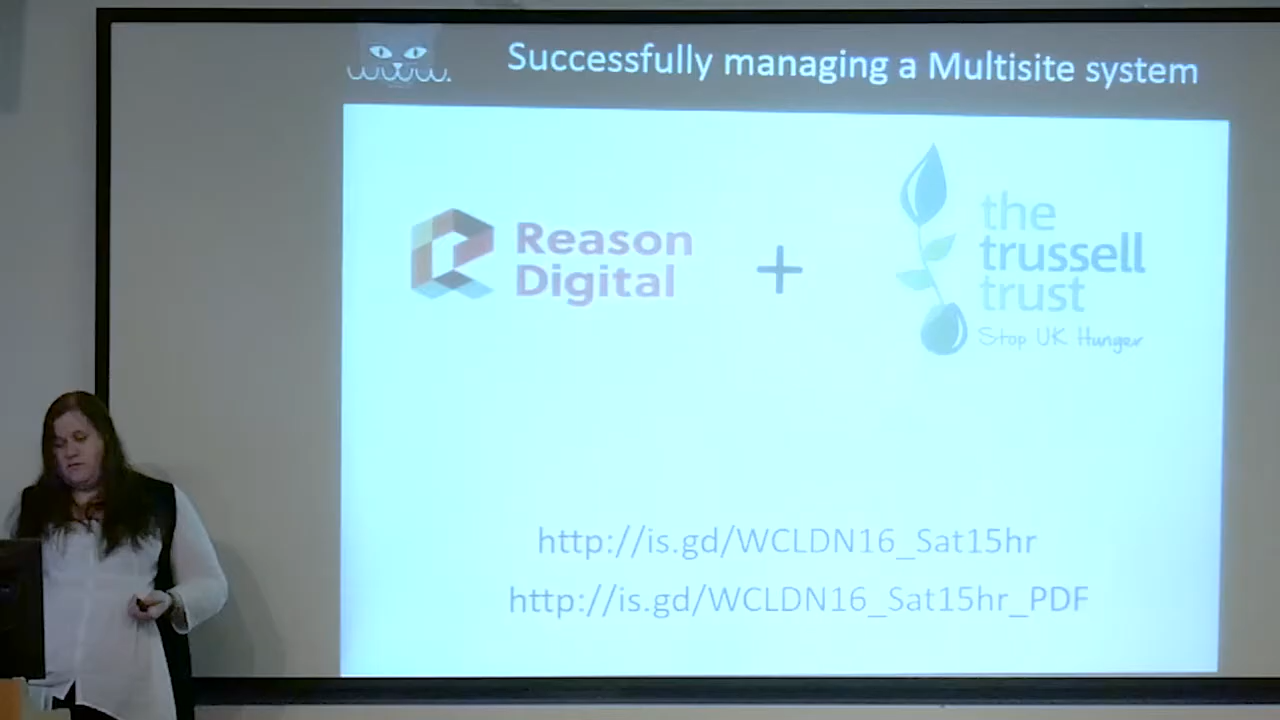 Successfully managing a Multisite system
Reason
Digital
+
the
trussell
trust
Stop UK Hunger
http://is.gd/WCLDN16_Sat15hr
http://is.gd/WCLDN16_Sat15hr_PDF